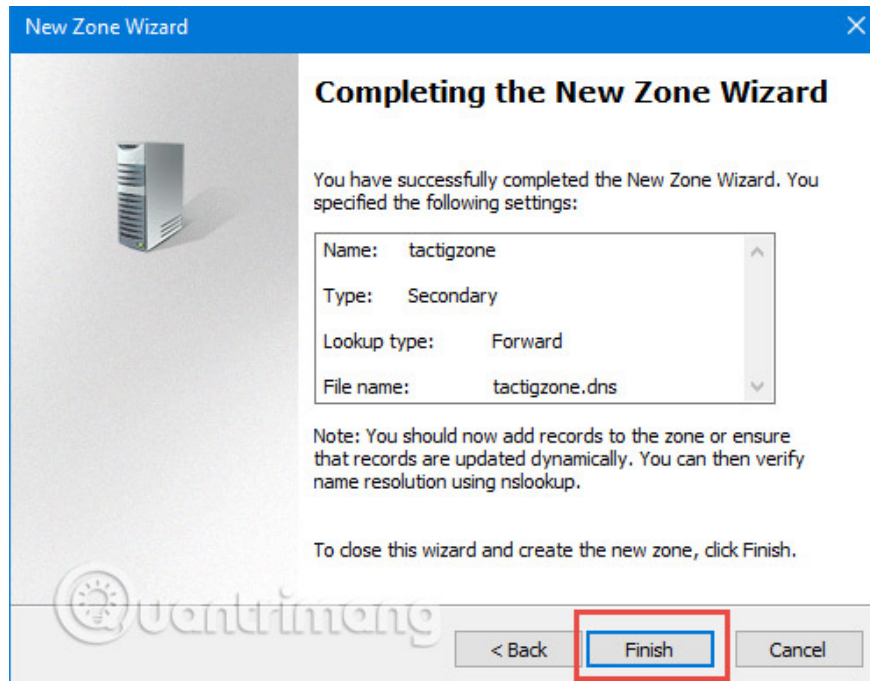 New Zone Wizard
Completing the New Zone Wizard
You have successfully completed the New Zone Wizard. You
specified the following settings:
Name: tactigzone
Type: Secondary
Lookup type: Forward
File name: tactigzone.dns
Note: You should now add records to the zone or ensure
that records are updated dynamically. You can then verify
name resolution using nslookup.
To close this wizard and create the new zone, click Finish.
Quantrimang
< Back Finish Cancel